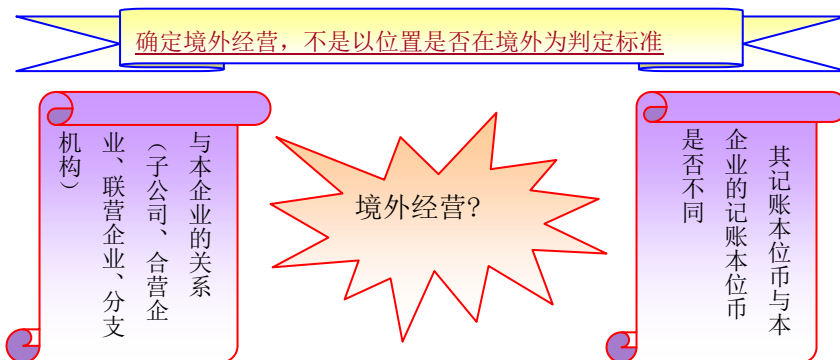 确定境外经营，不是以位置是否在境外为判定标准
与本企业的关系
（子公司、合营企
业、联营企业、分支
机构）
境外经营?
其记账本位币与本
企业的记账本位币
是否不同